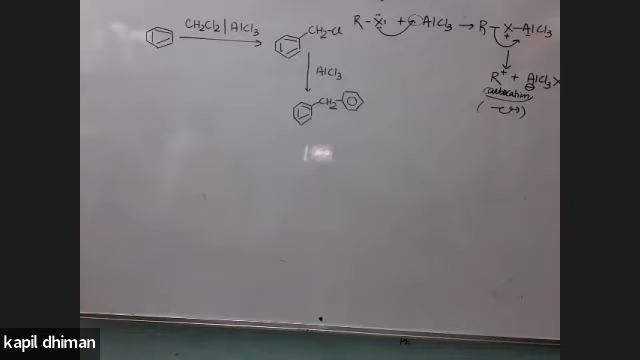 CH2Cl2 | AlCl3
CH2-Cl
R-X: + AlCl3 → R-X-AlCl3
AlCl3
R+ + AlCl3X
carbocation
CH2
kapil dhiman